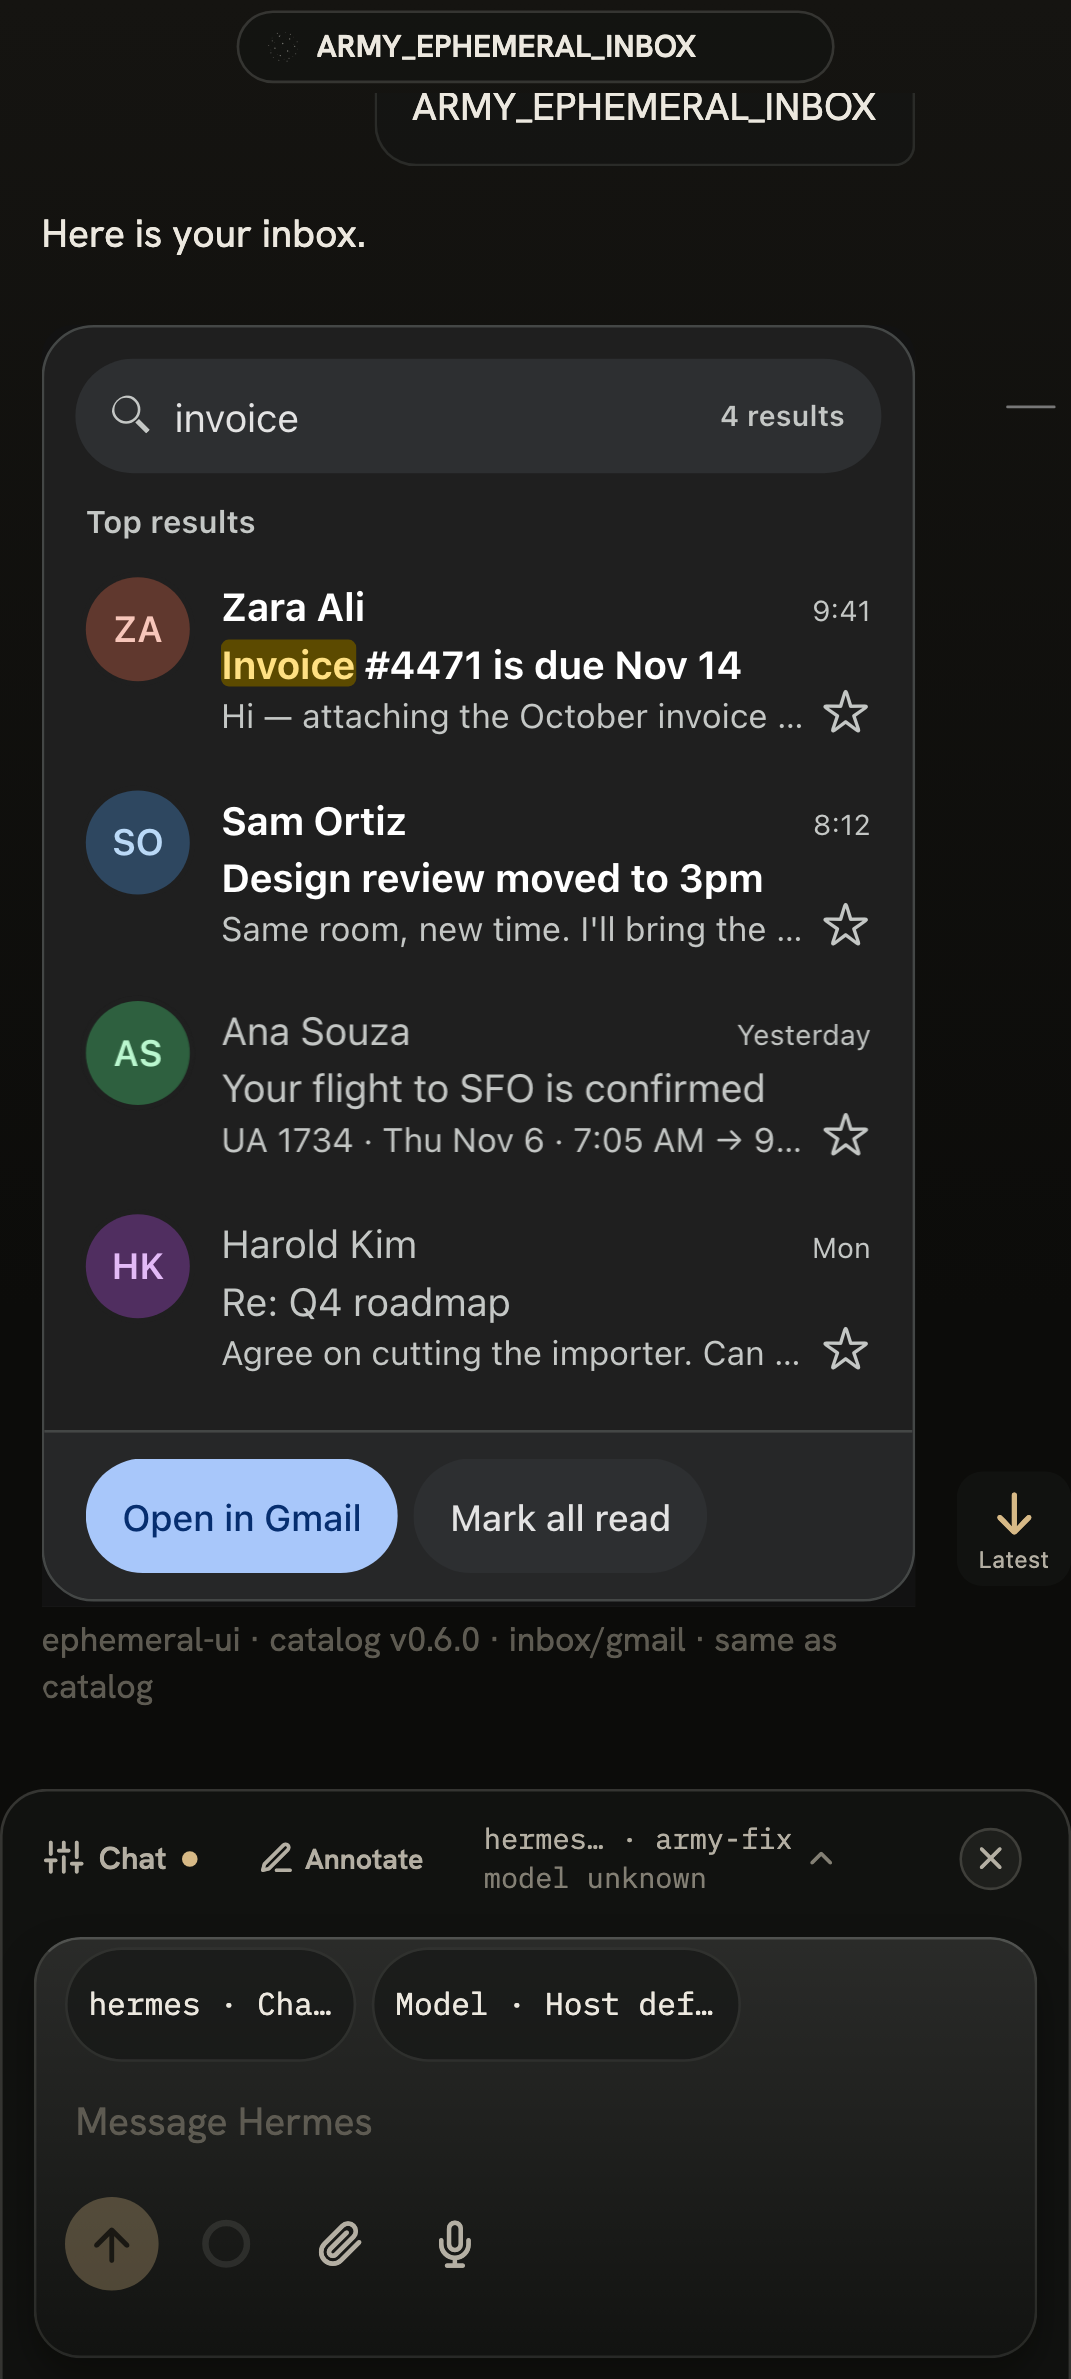 ARMY_EPHEMERAL_INBOX
ARMY_EPHEMERAL_INBOX
Here is your inbox.
invoice 4 results
Top results
ZA Zara Ali 9:41
Invoice #4471 is due Nov 14
Hi — attaching the October invoice ...
SO Sam Ortiz 8:12
Design review moved to 3pm
Same room, new time. I'll bring the ...
AS Ana Souza Yesterday
Your flight to SFO is confirmed
UA 1734 · Thu Nov 6 · 7:05 AM → 9...
HK Harold Kim Mon
Re: Q4 roadmap
Agree on cutting the importer. Can ...
Open in Gmail Mark all read
Latest
ephemeral-ui · catalog v0.6.0 · inbox/gmail · same as
catalog
Chat Annotate hermes… · army-fix
model unknown
hermes · Cha… Model · Host def…
Message Hermes